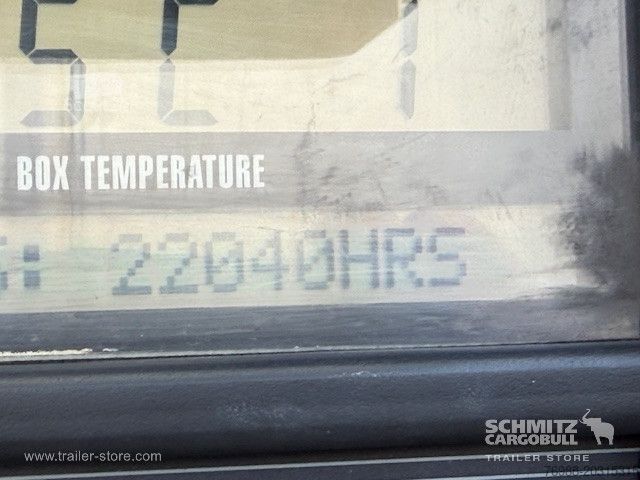 BOX TEMPERATURE
22040HRS
SCHMITZ
CARGOBULL
TRAILER STORE
www.trailer-store.com